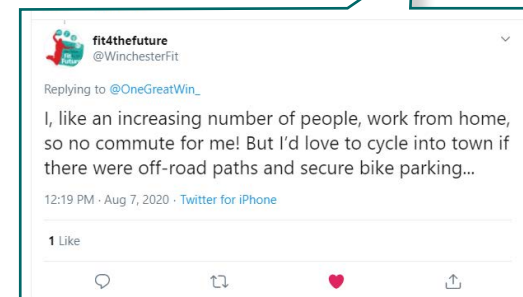 fit4thefuture
@WinchesterFit
Replying to @OneGreatWin_
I, like an increasing number of people, work from home,
so no commute for me! But I'd love to cycle into town if
there were off-road paths and secure bike parking...
12:19 PM · Aug 7, 2020 · Twitter for iPhone
1 Like